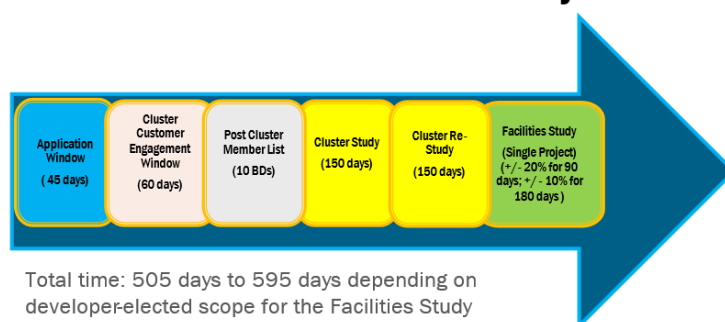 Application
Window
( 45 days)
Cluster
Customer
Engagement
Window
(60 days)
Post Cluster
Member List
(10 BDs)
Cluster Study
(150 days)
Cluster Re-
Study
(150 days)
Facilities Study
(Single Project)
(+/- 20% for 90
days; +/- 10% for
180 days )
Total time: 505 days to 595 days depending on
developer-elected scope for the Facilities Study